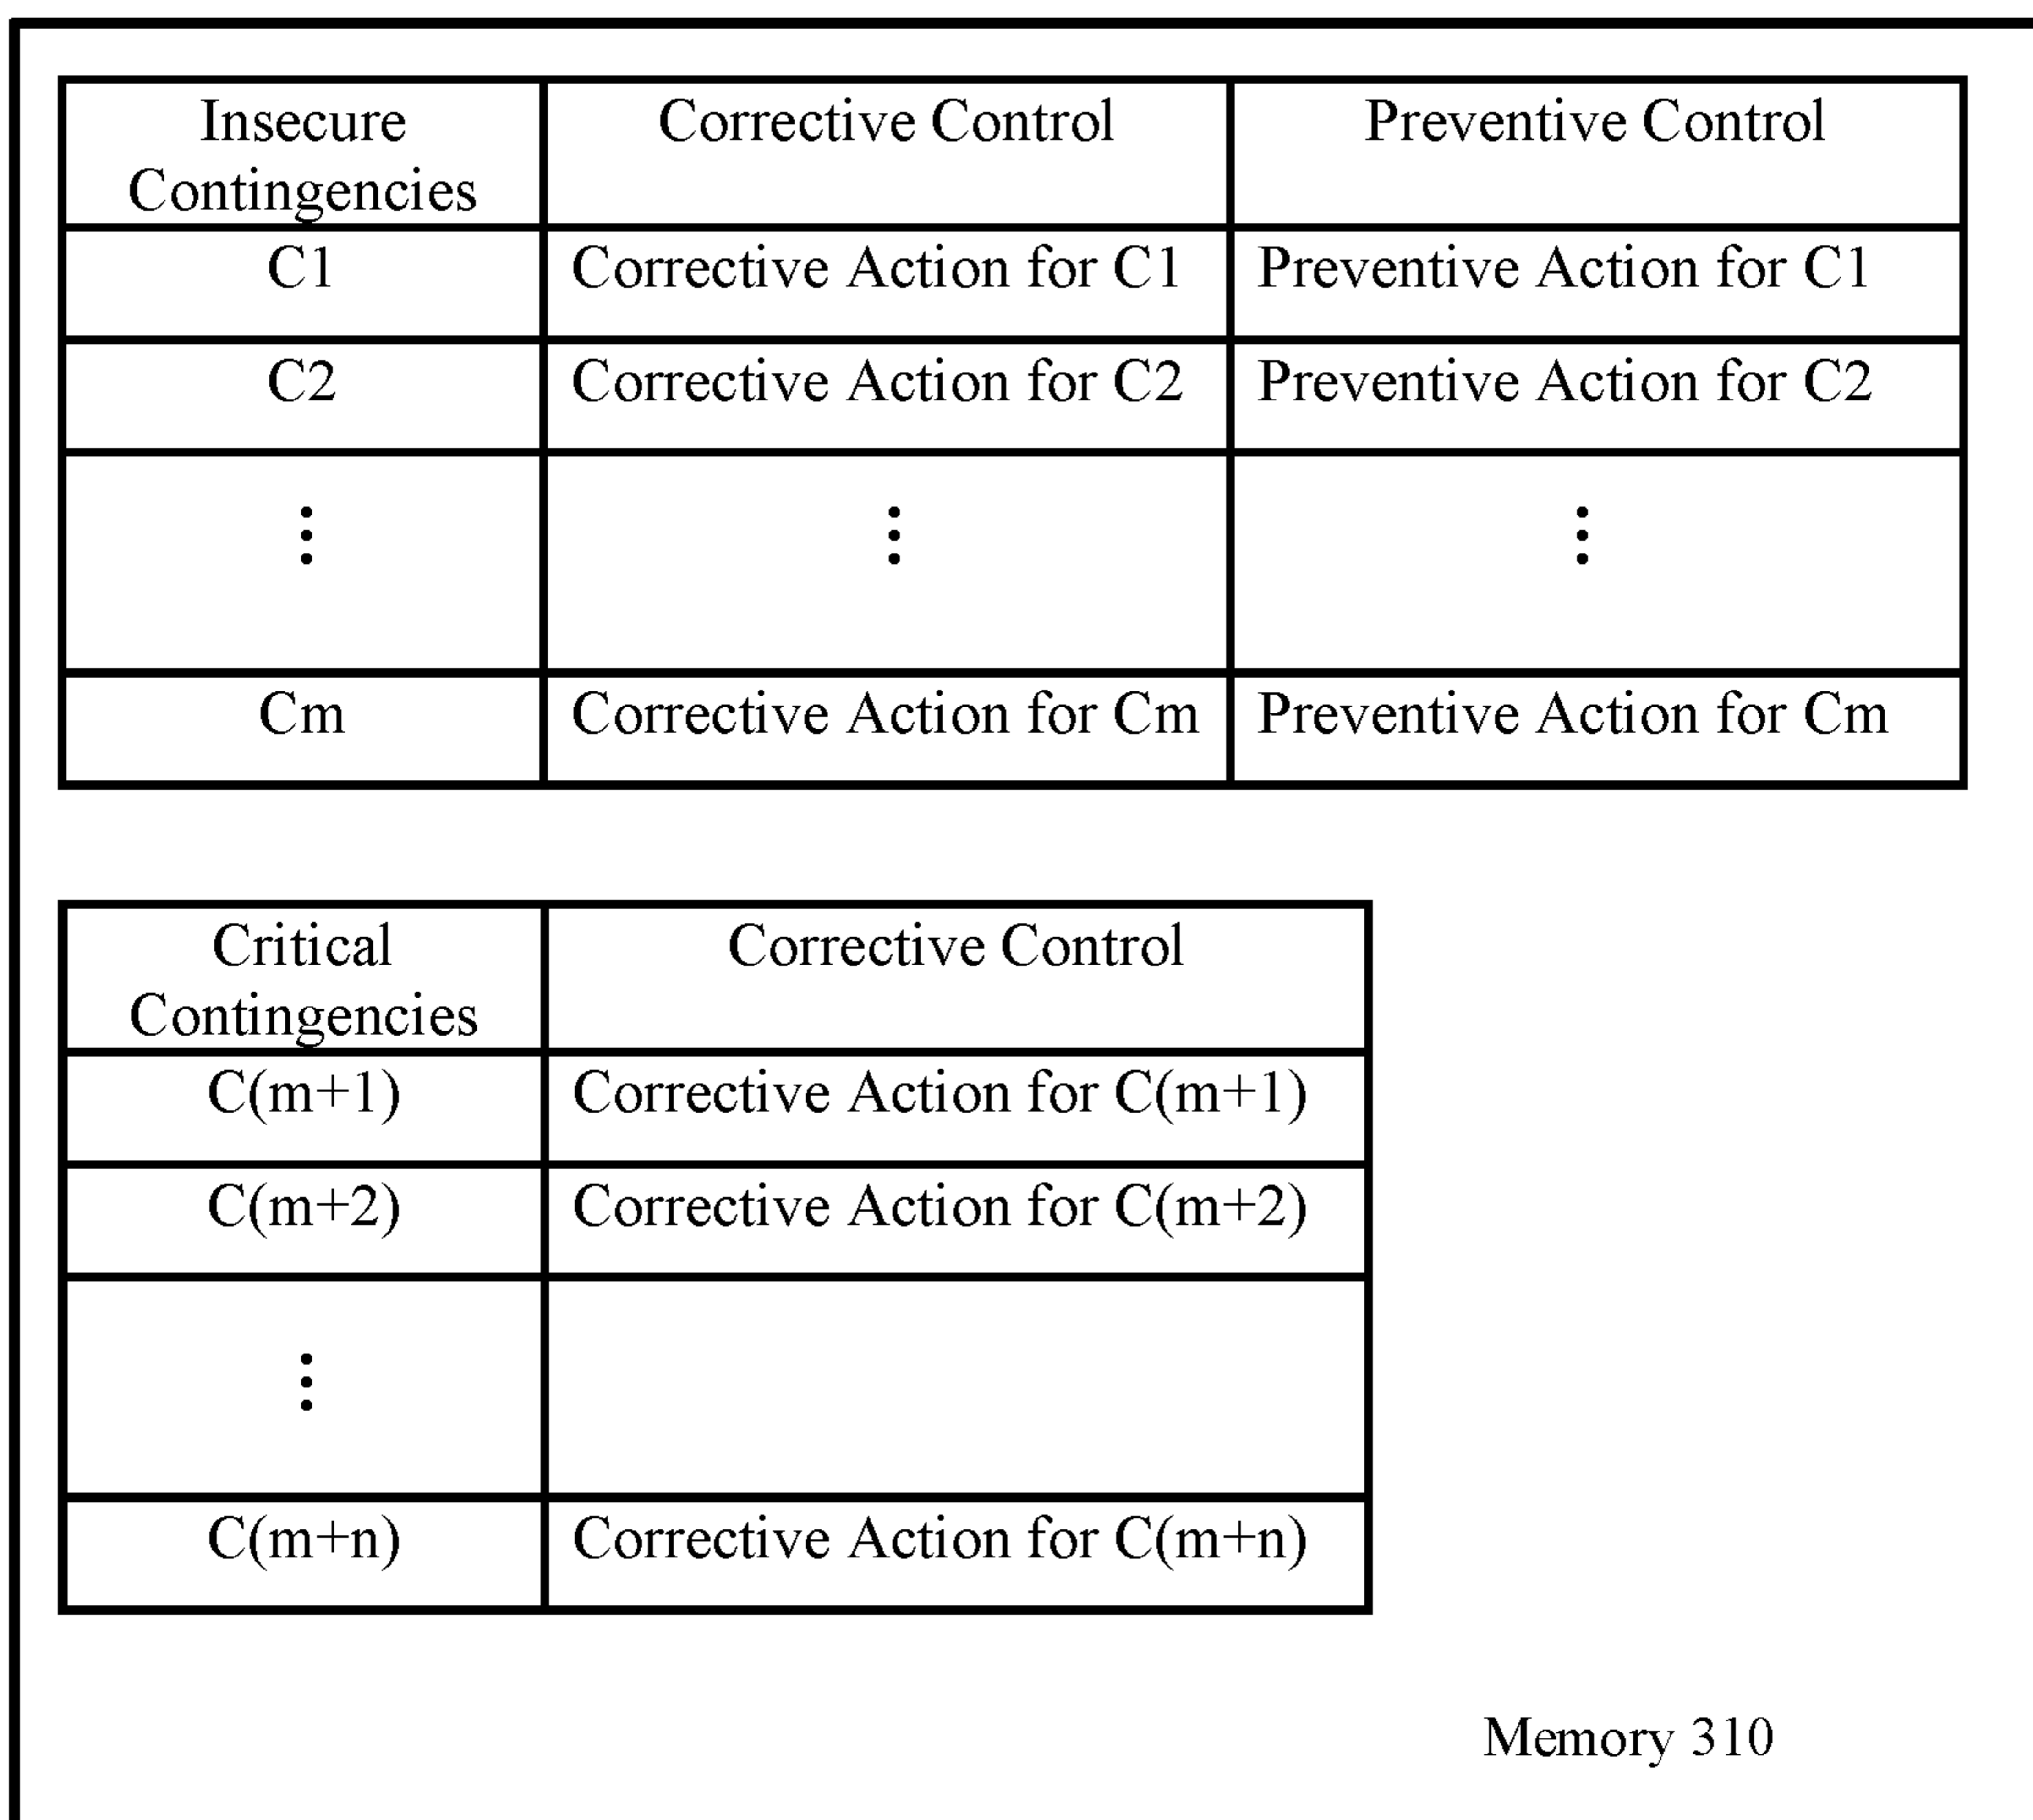 Insecure
Contingencies
Corrective Control
Preventive Control
C1
Corrective Action for C1
Preventive Action for C1
C2
Corrective Action for C2
Preventive Action for C2
⋮
⋮
⋮
Cm
Corrective Action for Cm
Preventive Action for Cm
Critical
Contingencies
Corrective Control
C(m+1)
Corrective Action for C(m+1)
C(m+2)
Corrective Action for C(m+2)
⋮
C(m+n)
Corrective Action for C(m+n)
Memory 310